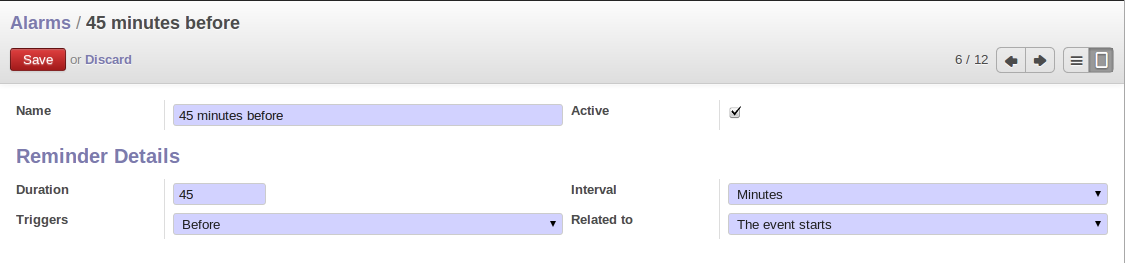 Alarms / 45 minutes before
Save or Discard 6 / 12
Name 45 minutes before Active
Reminder Details
Duration 45 Interval Minutes
Triggers Before Related to The event starts